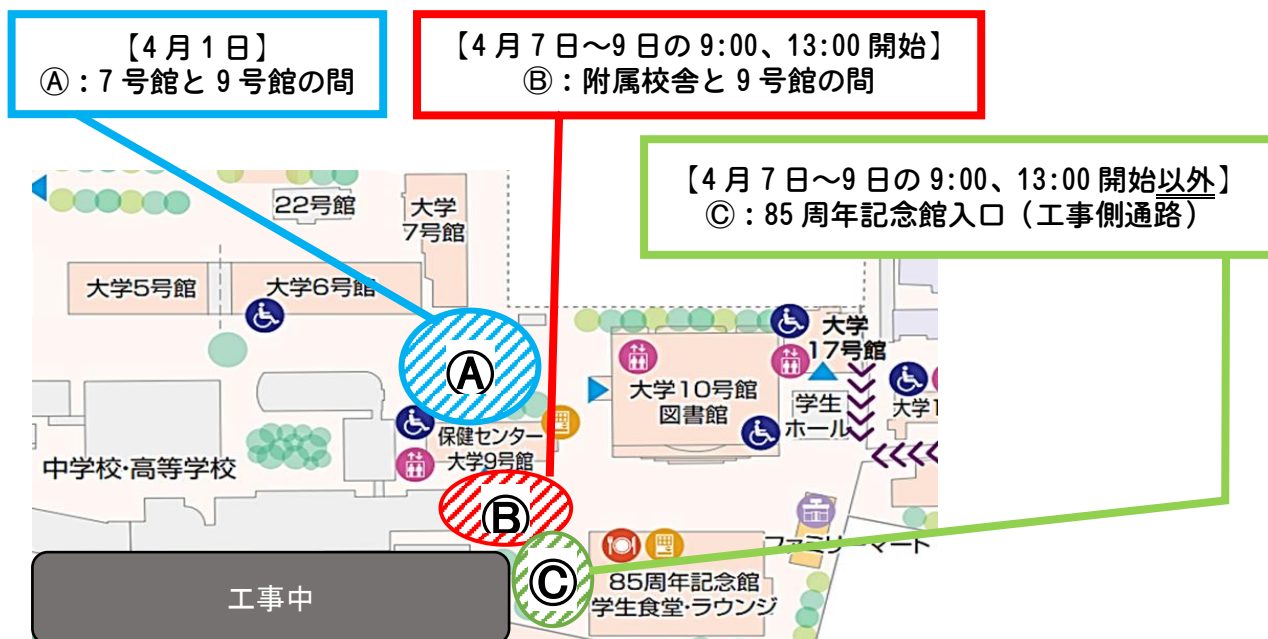 【4月1日】
Ⓐ:7号館と9号館の間
【4月7日～9日の9:00、13:00開始】
Ⓑ:附属校舎と9号館の間
【4月7日～9日の9:00、13:00開始以外】
Ⓒ:85周年記念館入口（工事側通路）
22号館
大学
7号館
大学5号館
大学6号館
Ⓐ
大学
17号館
大学10号館
図書館
学生
ホール
大学1
保健センター
大学9号館
中学校・高等学校
Ⓑ
ファミリーマート
Ⓒ
85周年記念館
学生食堂・ラウンジ
工事中